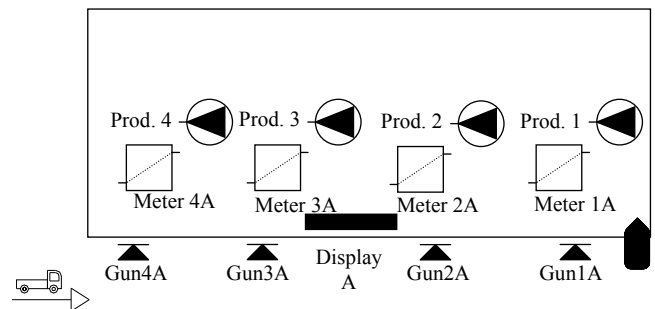 Prod. 4
Prod. 3
Prod. 2
Prod. 1
Meter 4A
Meter 3A
Meter 2A
Meter 1A
Gun4A
Gun3A
Display
A
Gun2A
Gun1A